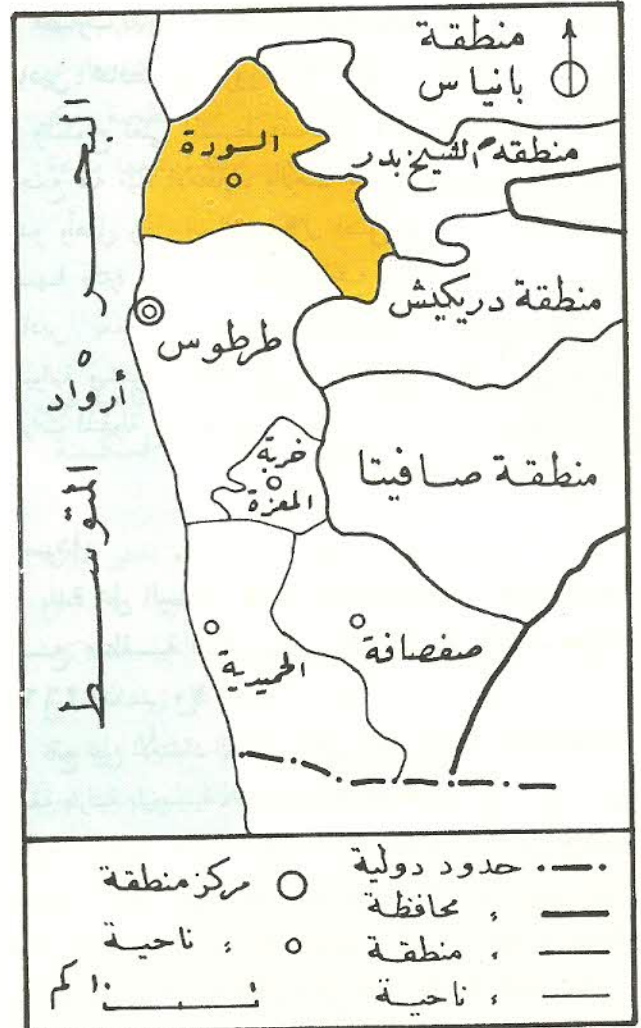 منطقة
بانياس
منطقة الشيخ بدر
السودة
منطقة دريكيش
طرطوس
أرواد
البحر
المتوسط
خربة
المعزة
منطقة صافيتا
صفصافة
الحميدية
حدود دولية
، محافظة
، منطقة
، ناحية
مركز منطقة
، ناحية
١٠ كم